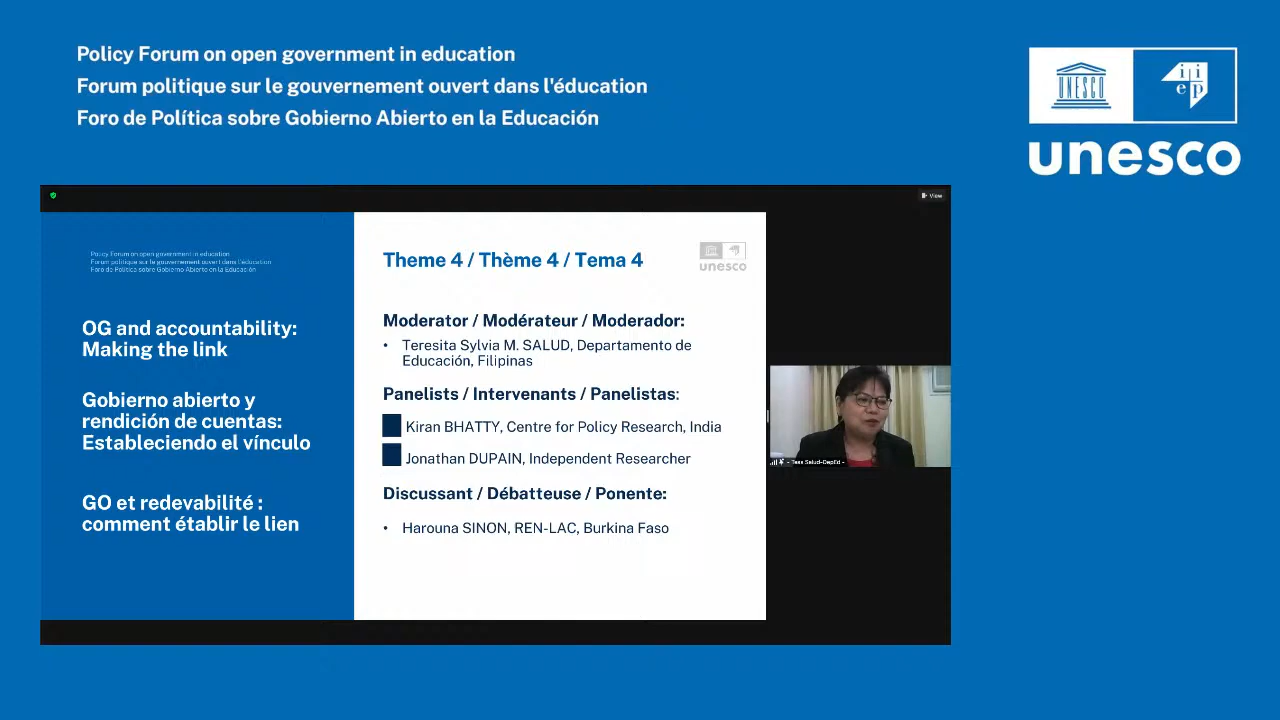 Policy Forum on open government in education
Forum politique sur le gouvernement ouvert dans l'éducation
Foro de Política sobre Gobierno Abierto en la Educación
UNESCO
i i
e p
unesco
View
Policy Forum on open government in education
Forum politique sur le gouvernement ouvert dans l'éducation
Foro de Política sobre Gobierno Abierto en la Educación
OG and accountability:
Making the link
Gobierno abierto y
rendición de cuentas:
Estableciendo el vínculo
GO et redevabilité :
comment établir le lien
Theme 4 / Thème 4 / Tema 4
unesco
Moderator / Modérateur / Moderador:
• Teresita Sylvia M. SALUD, Departamento de
Educación, Filipinas
Panelists / Intervenants / Panelistas:
Kiran BHATTY, Centre for Policy Research, India
Jonathan DUPAIN, Independent Researcher
Discussant / Débatteuse / Ponente:
• Harouna SINON, REN-LAC, Burkina Faso
- Tess Salud-DepEd -